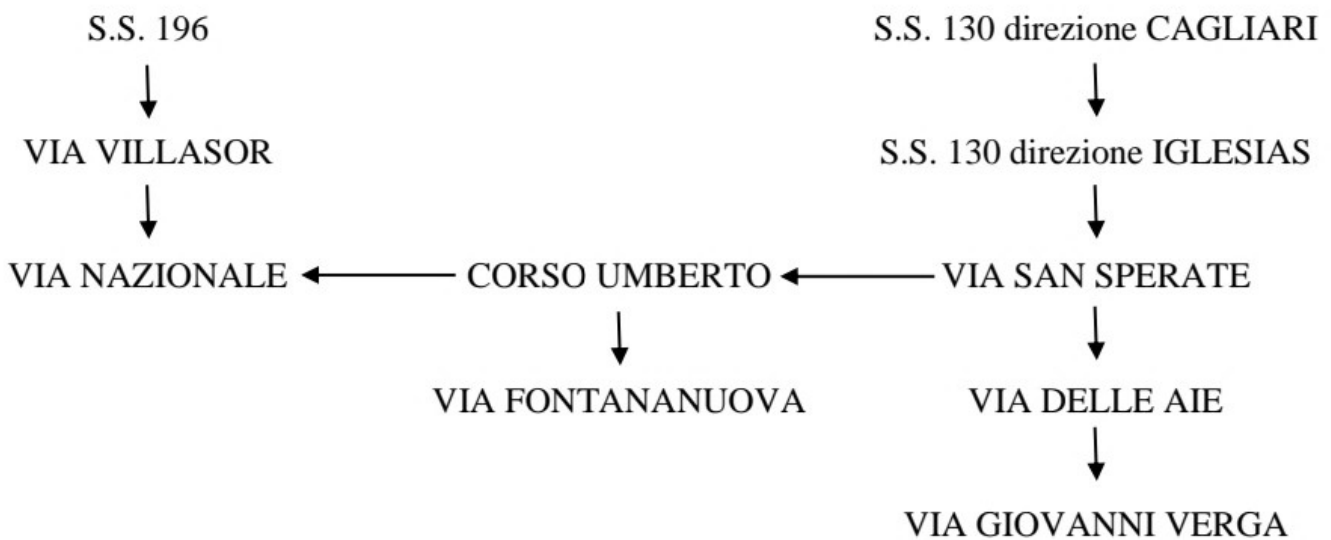 S.S. 196
S.S. 130 direzione CAGLIARI
VIA VILLASOR
S.S. 130 direzione IGLESIAS
VIA NAZIONALE
CORSO UMBERTO
VIA SAN SPERATE
VIA FONTANANUOVA
VIA DELLE AIE
VIA GIOVANNI VERGA